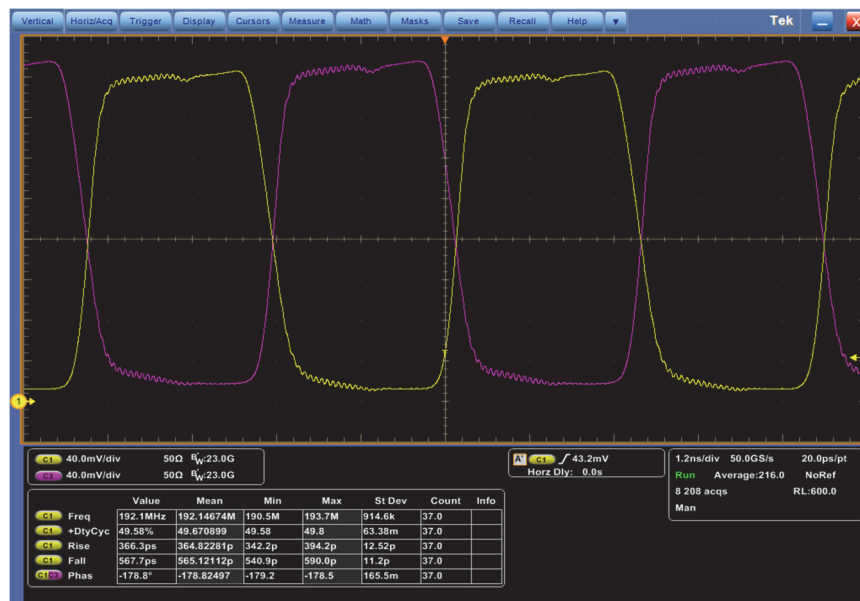 Vertical Horiz/Acq Trigger Display Cursors Measure Math Masks Save Recall Help Tek
T
1
C1 40.0mV/div 50Ω BW:23.0G
C3 40.0mV/div 50Ω BW:23.0G
A' C1 43.2mV
Horz Dly: 0.0s
1.2ns/div 50.0GS/s 20.0ps/pt
Run Average:216.0 NoRef
8 208 acqs RL:600.0
Man
Value Mean Min Max St Dev Count Info
C1 Freq 192.1MHz 192.14674M 190.5M 193.7M 914.6k 37.0
C1 +DtyCyc 49.58% 49.670899 49.58 49.8 63.38m 37.0
C1 Rise 366.3ps 364.82281p 342.2p 394.2p 12.52p 37.0
C1 Fall 567.7ps 565.12112p 540.9p 590.0p 11.2p 37.0
C1 Phas -178.8° -178.82497 -179.2 -178.5 165.5m 37.0